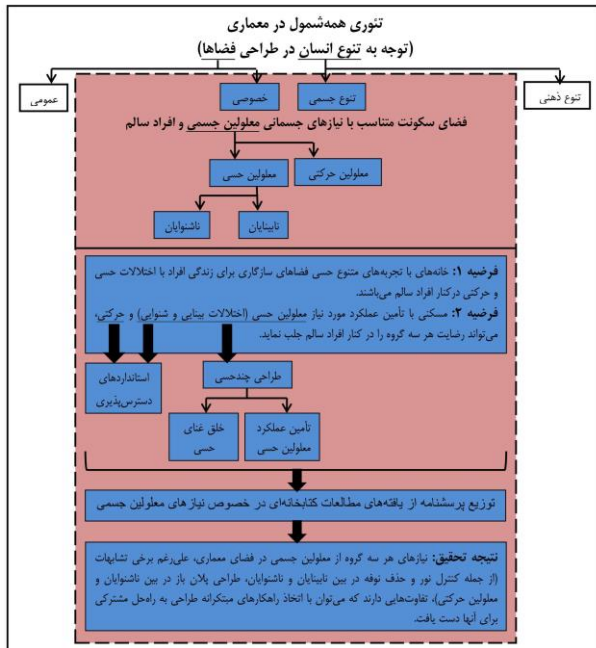 تئوری همه‌شمول در معماری
(توجه به تنوع انسان در طراحی فضاها)
تنوع ذهنی
تنوع جسمی
خصوصی
عمومی
فضای سکونت متناسب با نیازهای جسمانی معلولین جسمی و افراد سالم
معلولین حرکتی
معلولین حسی
نابینایان
ناشنوایان
فرضیه ۱: خانه‌های با تجربه‌های متنوع حسی فضاهای سازگاری برای زندگی افراد با اختلالات حسی
و حرکتی درکنار افراد سالم می‌باشند.
فرضیه ۲: مسکنی با تأمین عملکرد مورد نیاز معلولین حسی (اختلالات بینایی و شنوایی) و حرکتی،
می‌تواند رضایت هر سه گروه را در کنار افراد سالم جلب نماید.
طراحی چندحسی
استانداردهای
دسترس‌پذیری
تأمین عملکرد
معلولین حسی
خلق غنای
حسی
توزیع پرسشنامه از یافته‌های مطالعات کتابخانه‌ای در خصوص نیازهای معلولین جسمی
نتیجه تحقیق: نیازهای هر سه گروه از معلولین جسمی در فضای معماری، علی‌رغم برخی تشابهات
(از جمله کنترل نور و حذف نوفه در بین نابینایان و ناشنوایان، طراحی پلان باز در بین ناشنوایان و
معلولین حرکتی)، تفاوت‌هایی دارند که می‌توان با اتخاذ راهکارهای مبتکرانه طراحی به راه‌حل مشترکی
برای آنها دست یافت.